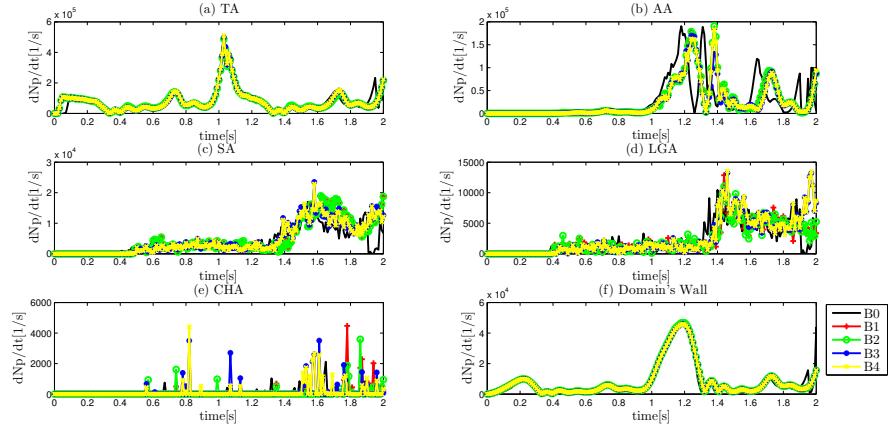 (a) TA
x 10⁵
dNp/dt[1/s]
6
4
2
0
0 0.2 0.4 0.6 0.8 1 1.2 1.4 1.6 1.8 2
time[s]
(b) AA
x 10⁵
dNp/dt[1/s]
2
1.5
1
0.5
0
0 0.2 0.4 0.6 0.8 1 1.2 1.4 1.6 1.8 2
time[s]
(c) SA
x 10⁴
dNp/dt[1/s]
3
2
1
0
0 0.2 0.4 0.6 0.8 1 1.2 1.4 1.6 1.8 2
time[s]
(d) LGA
dNp/dt[1/s]
15000
10000
5000
0
0 0.2 0.4 0.6 0.8 1 1.2 1.4 1.6 1.8 2
time[s]
(e) CHA
dNp/dt[1/s]
6000
4000
2000
0
0 0.2 0.4 0.6 0.8 1 1.2 1.4 1.6 1.8 2
time[s]
(f) Domain's Wall
x 10⁴
dNp/dt[1/s]
6
4
2
0
0 0.2 0.4 0.6 0.8 1 1.2 1.4 1.6 1.8 2
time[s]
B0
B1
B2
B3
B4